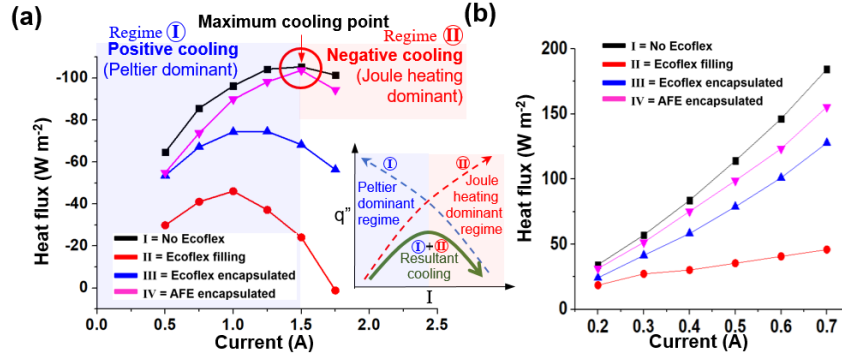 (a)
Regime Ⓘ
Positive cooling
(Peltier dominant)
Maximum cooling point
Regime Ⓘⓘ
Negative cooling
(Joule heating
dominant)
Heat flux (W m⁻²)
-100
-80
-60
-40
-20
0
I = No Ecoflex
II = Ecoflex filling
III = Ecoflex encapsulated
IV = AFE encapsulated
0.0 0.5 1.0 1.5 2.0 2.5
Current (A)
q"
I
II
Peltier
dominant
regime
Joule
heating
dominant
regime
I + II
Resultant
cooling
I
(b)
Heat flux (W m⁻²)
200
150
100
50
0
I = No Ecoflex
II = Ecoflex filling
III = Ecoflex encapsulated
IV = AFE encapsulated
0.2 0.3 0.4 0.5 0.6 0.7
Current (A)